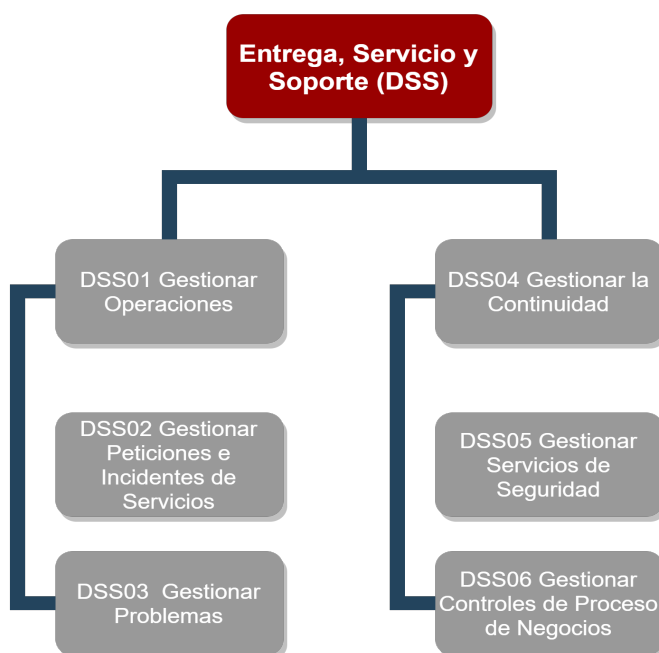 Entrega, Servicio y
Soporte (DSS)
DSS01 Gestionar
Operaciones
DSS04 Gestionar la
Continuidad
DSS02 Gestionar
Peticiones e
Incidentes de
Servicios
DSS05 Gestionar
Servicios de
Seguridad
DSS03  Gestionar
Problemas
DSS06 Gestionar
Controles de Proceso
de Negocios